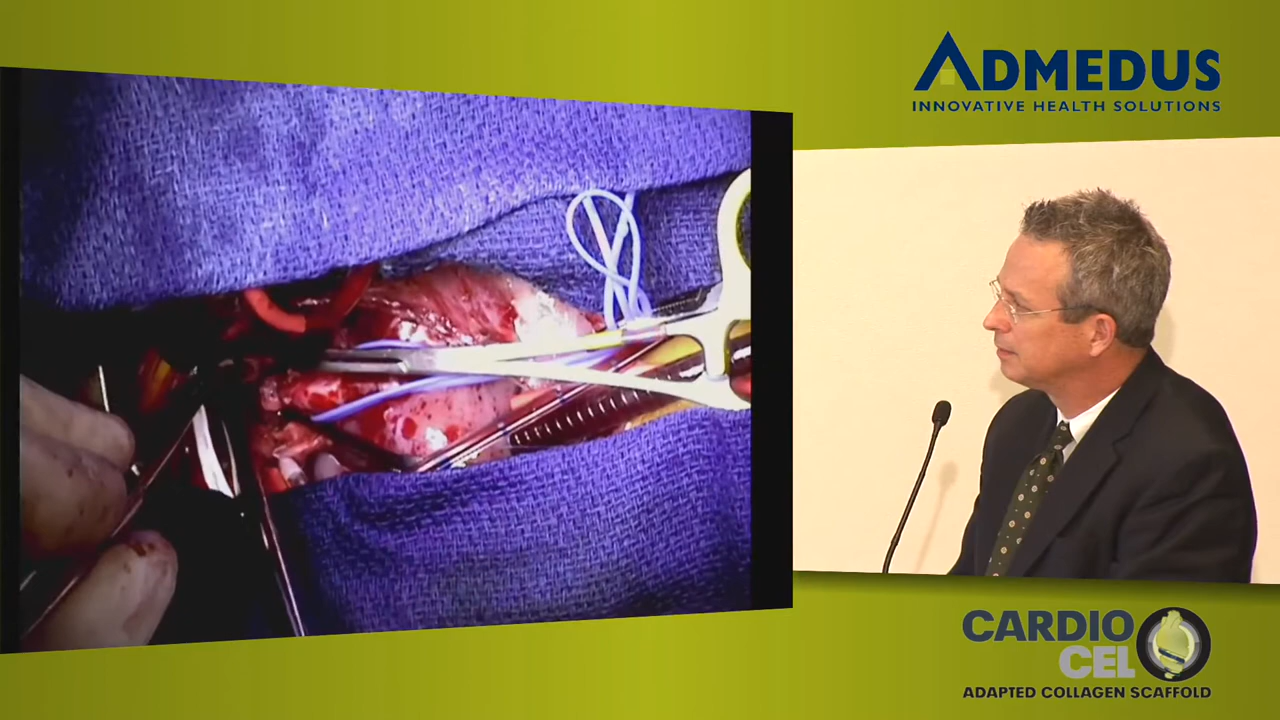 ADMEDUS
INNOVATIVE HEALTH SOLUTIONS
CARDIO
CEL
ADAPTED COLLAGEN SCAFFOLD